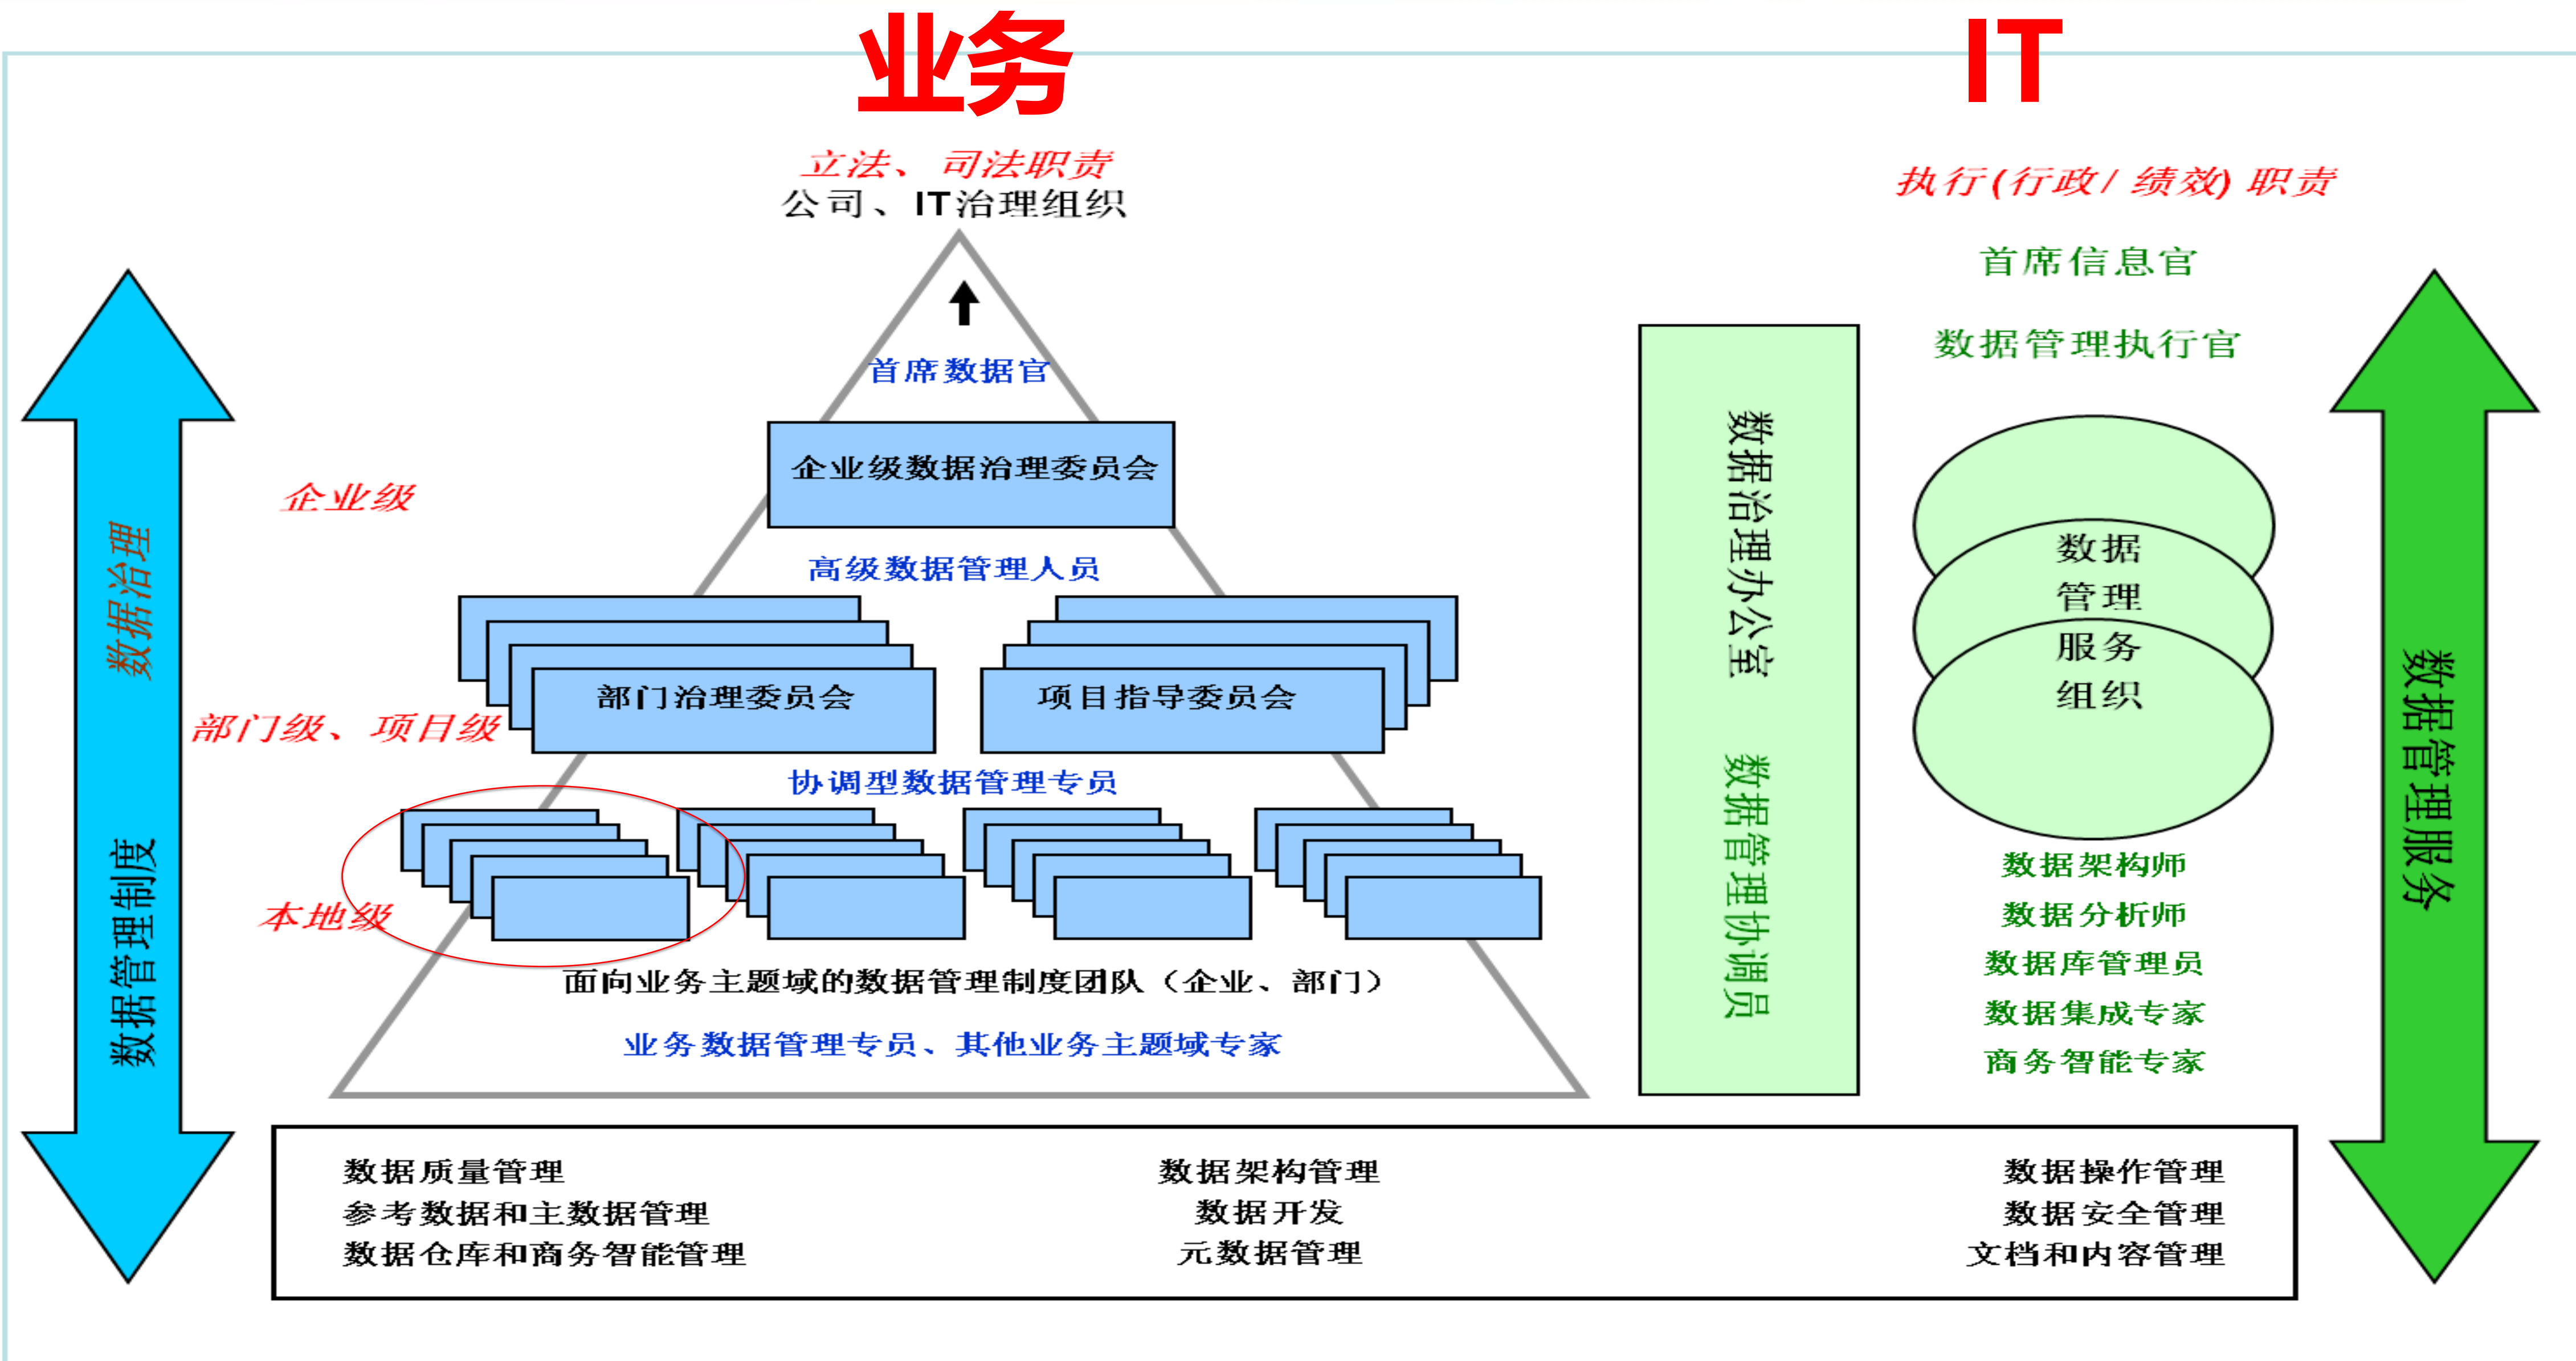 业务
IT
立法、司法职责
公司、IT治理组织
执行(行政/ 绩效) 职责
首席信息官
数据管理执行官
首席数据官
企业级数据治理委员会
企业级
高级数据管理人员
部门治理委员会
项目指导委员会
部门级、项目级
协调型数据管理专员
本地级
面向业务主题域的数据管理制度团队（企业、部门）
业务数据管理专员、其他业务主题域专家
数据治理
数据管理制度
数据治理办公室
数据管理协调员
数据
管理
服务
组织
数据架构师
数据分析师
数据库管理员
数据集成专家
商务智能专家
数据管理服务
数据质量管理
参考数据和主数据管理
数据仓库和商务智能管理
数据架构管理
数据开发
元数据管理
数据操作管理
数据安全管理
文档和内容管理